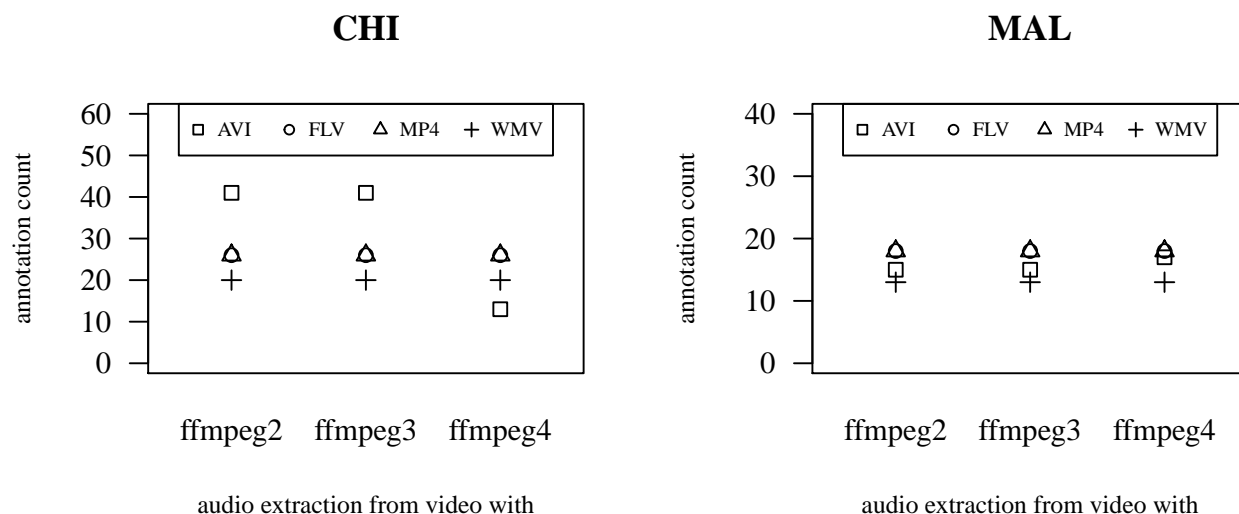 CHI
60
50
40
30
20
10
0
annotation count
AVI FLV MP4 WMV
ffmpeg2 ffmpeg3 ffmpeg4
audio extraction from video with
MAL
40
30
20
10
0
annotation count
AVI FLV MP4 WMV
ffmpeg2 ffmpeg3 ffmpeg4
audio extraction from video with